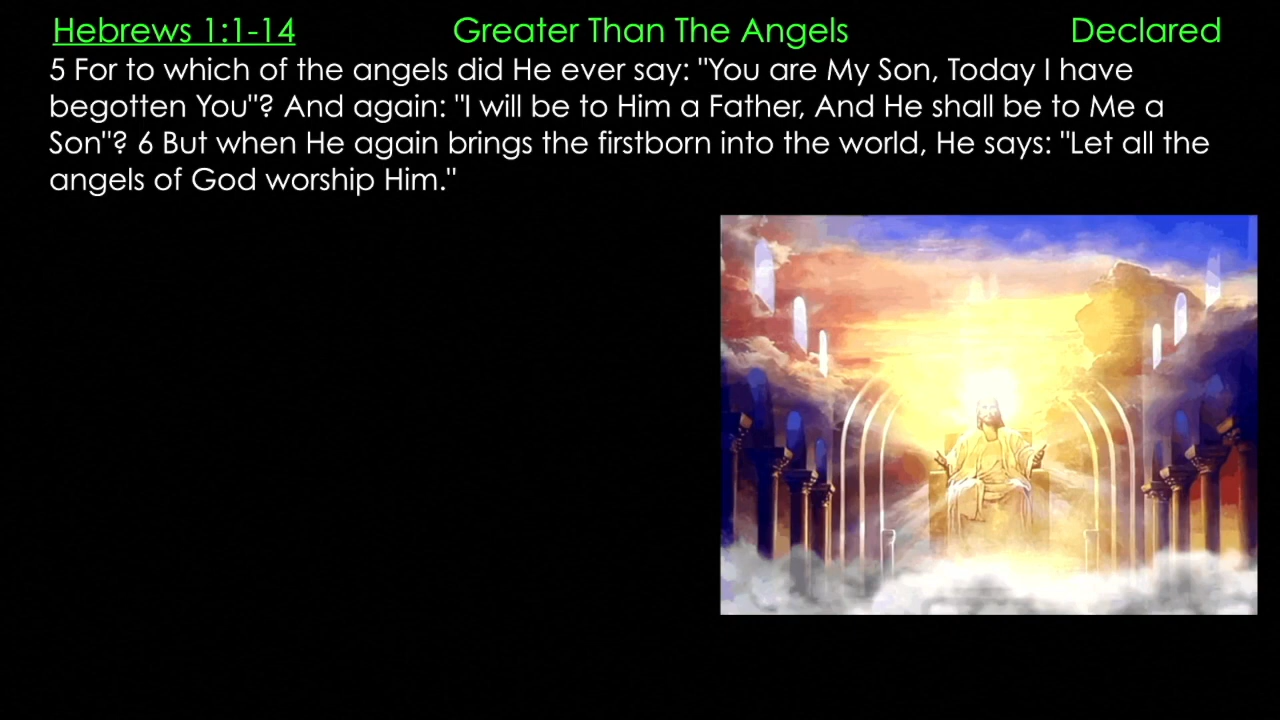 Hebrews 1:1-14 Greater Than The Angels Declared
5 For to which of the angels did He ever say: "You are My Son, Today I have
begotten You"? And again: "I will be to Him a Father, And He shall be to Me a
Son"? 6 But when He again brings the firstborn into the world, He says: "Let all the
angels of God worship Him."